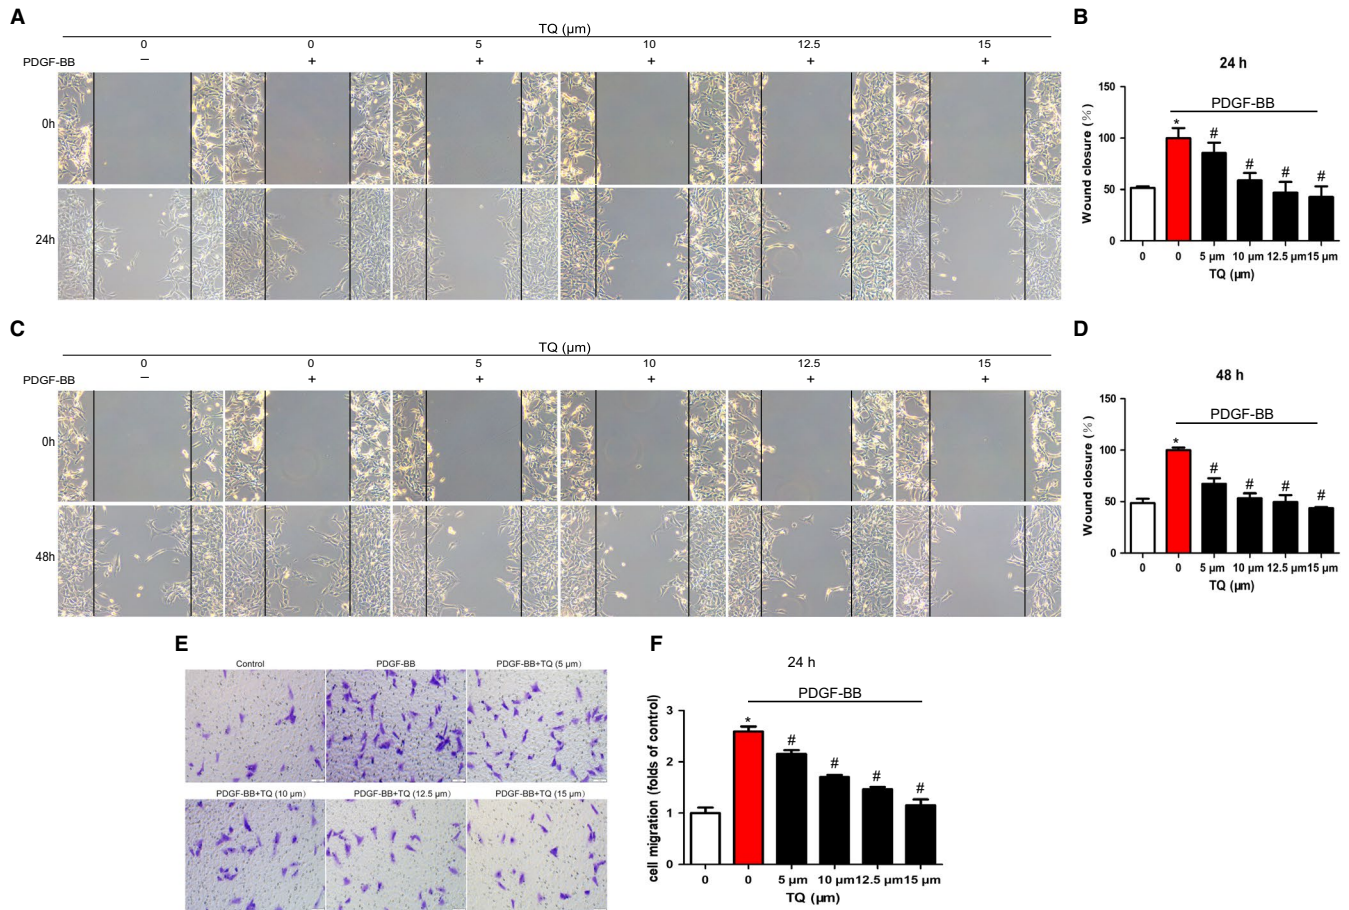 A
TQ (µm)
0 0 5 10 12.5 15
PDGF-BB – + + + + +
0h
24h
B
24 h
PDGF-BB
Wound closure (%)
150
100
50
0
* # # # #
0 0 5 µm 10 µm 12.5 µm 15 µm
TQ (µm)
C
TQ (µm)
0 0 5 10 12.5 15
PDGF-BB – + + + + +
0h
48h
D
48 h
PDGF-BB
Wound closure (%)
150
100
50
0
* # # # #
0 0 5 µm 10 µm 12.5 µm 15 µm
TQ (µm)
E
Control PDGF-BB PDGF-BB+TQ (5 µm)
PDGF-BB+TQ (10 µm) PDGF-BB+TQ (12.5 µm) PDGF-BB+TQ (15 µm)
F
24 h
PDGF-BB
cell migration (folds of control)
3
2
1
0
* # # # #
0 0 5 µm 10 µm 12.5 µm 15 µm
TQ (µm)